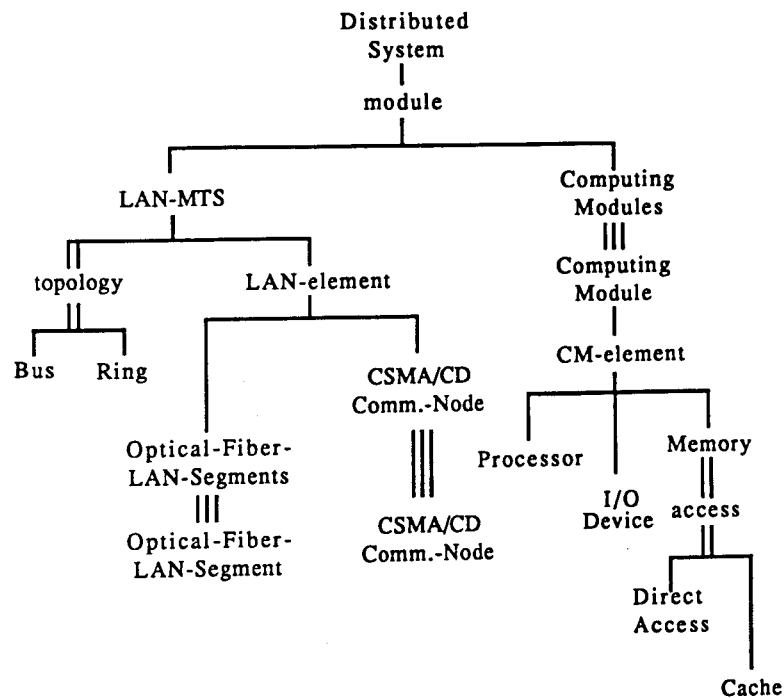 Distributed
System
module
LAN-MTS
Computing
Modules
topology
LAN-element
Computing
Module
Bus
Ring
CSMA/CD
Comm.-Node
CM-element
Optical-Fiber-
LAN-Segments
Processor
Memory
I/O
Device
access
Optical-Fiber-
LAN-Segment
CSMA/CD
Comm.-Node
Direct
Access
Cache